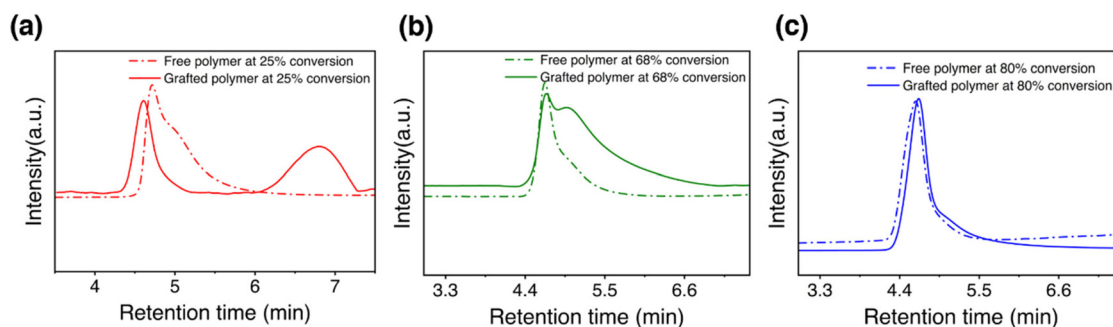 (a)
Intensity(a.u.)
Free polymer at 25% conversion
Grafted polymer at 25% conversion
4 5 6 7
Retention time (min)
(b)
Intensity(a.u.)
Free polymer at 68% conversion
Grafted polymer at 68% conversion
3.3 4.4 5.5 6.6
Retention time (min)
(c)
Intensity(a.u.)
Free polymer at 80% conversion
Grafted polymer at 80% conversion
3.3 4.4 5.5 6.6
Retention time (min)